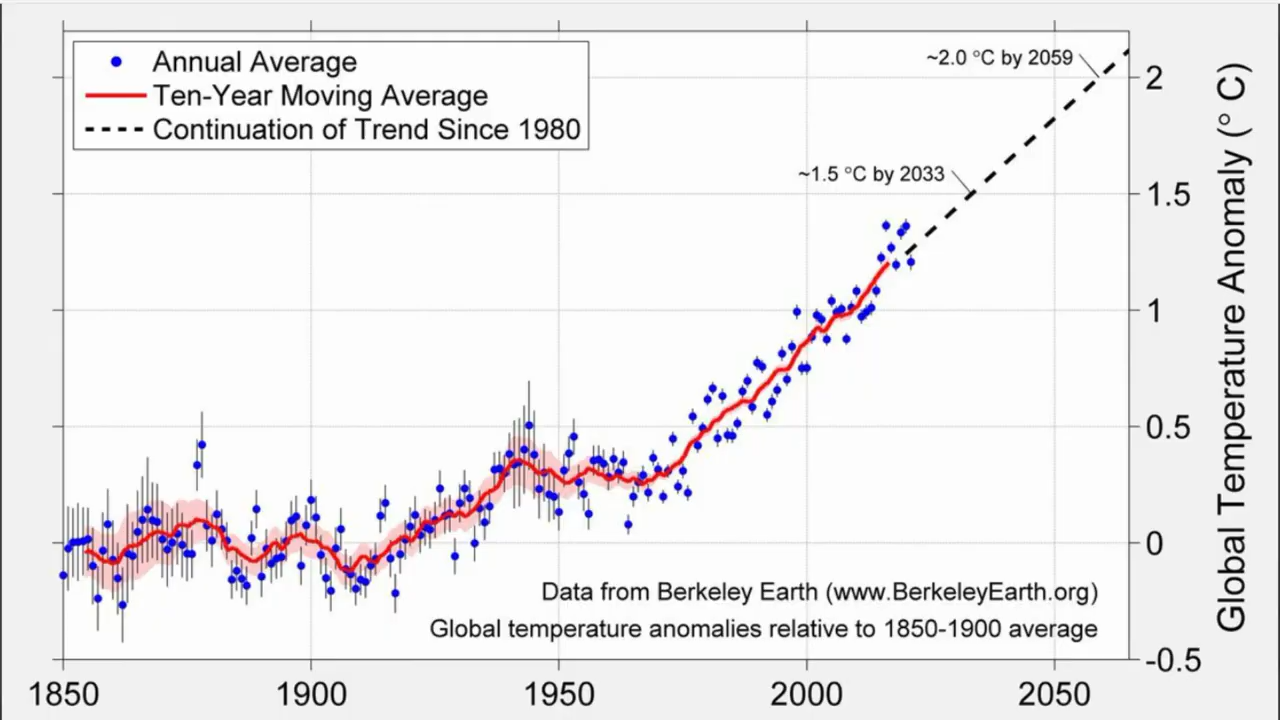 Annual Average
Ten-Year Moving Average
Continuation of Trend Since 1980
~2.0 °C by 2059
~1.5 °C by 2033
2
1.5
1
0.5
0
-0.5
Global Temperature Anomaly (° C)
Data from Berkeley Earth (www.BerkeleyEarth.org)
Global temperature anomalies relative to 1850-1900 average
1850 1900 1950 2000 2050